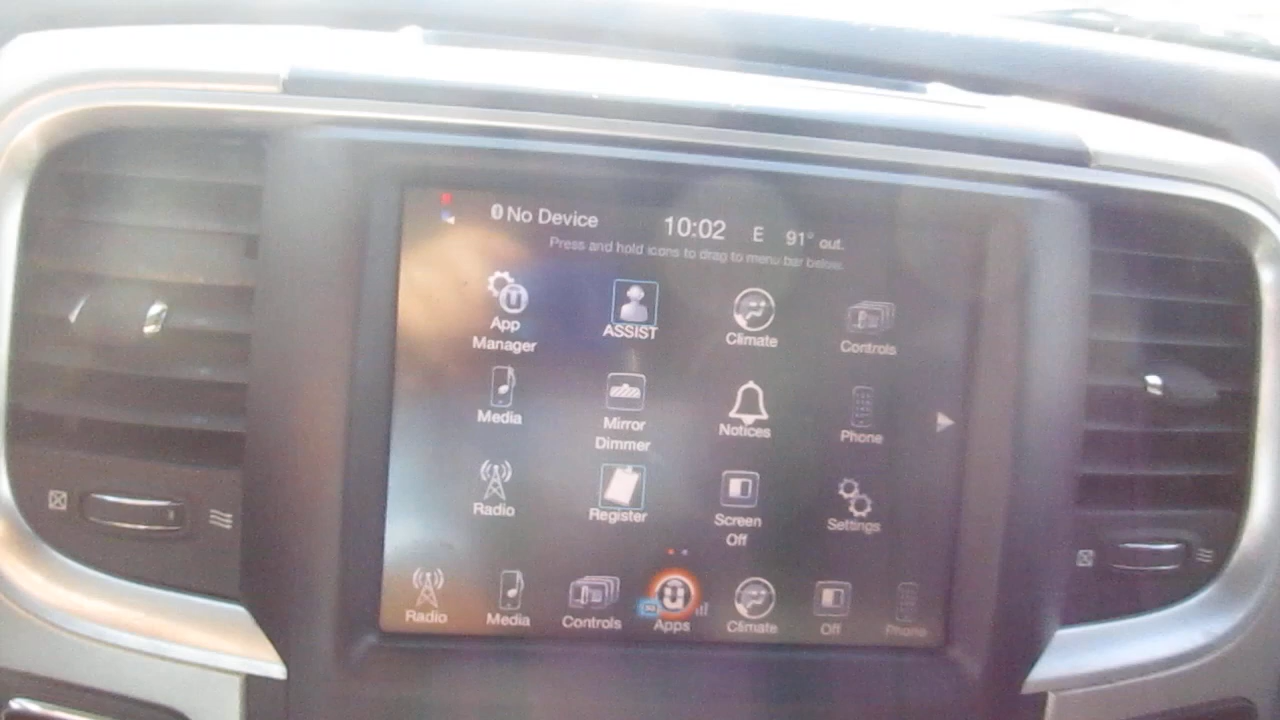 No Device 10:02 E 91° out.
Press and hold icons to drag to menu bar below.
App
Manager
ASSIST
Climate
Controls
Media
Mirror
Dimmer
Notices
Phone
Radio
Register
Screen
Off
Settings
Radio
Media
Controls
Apps
Climate
Off
Phone